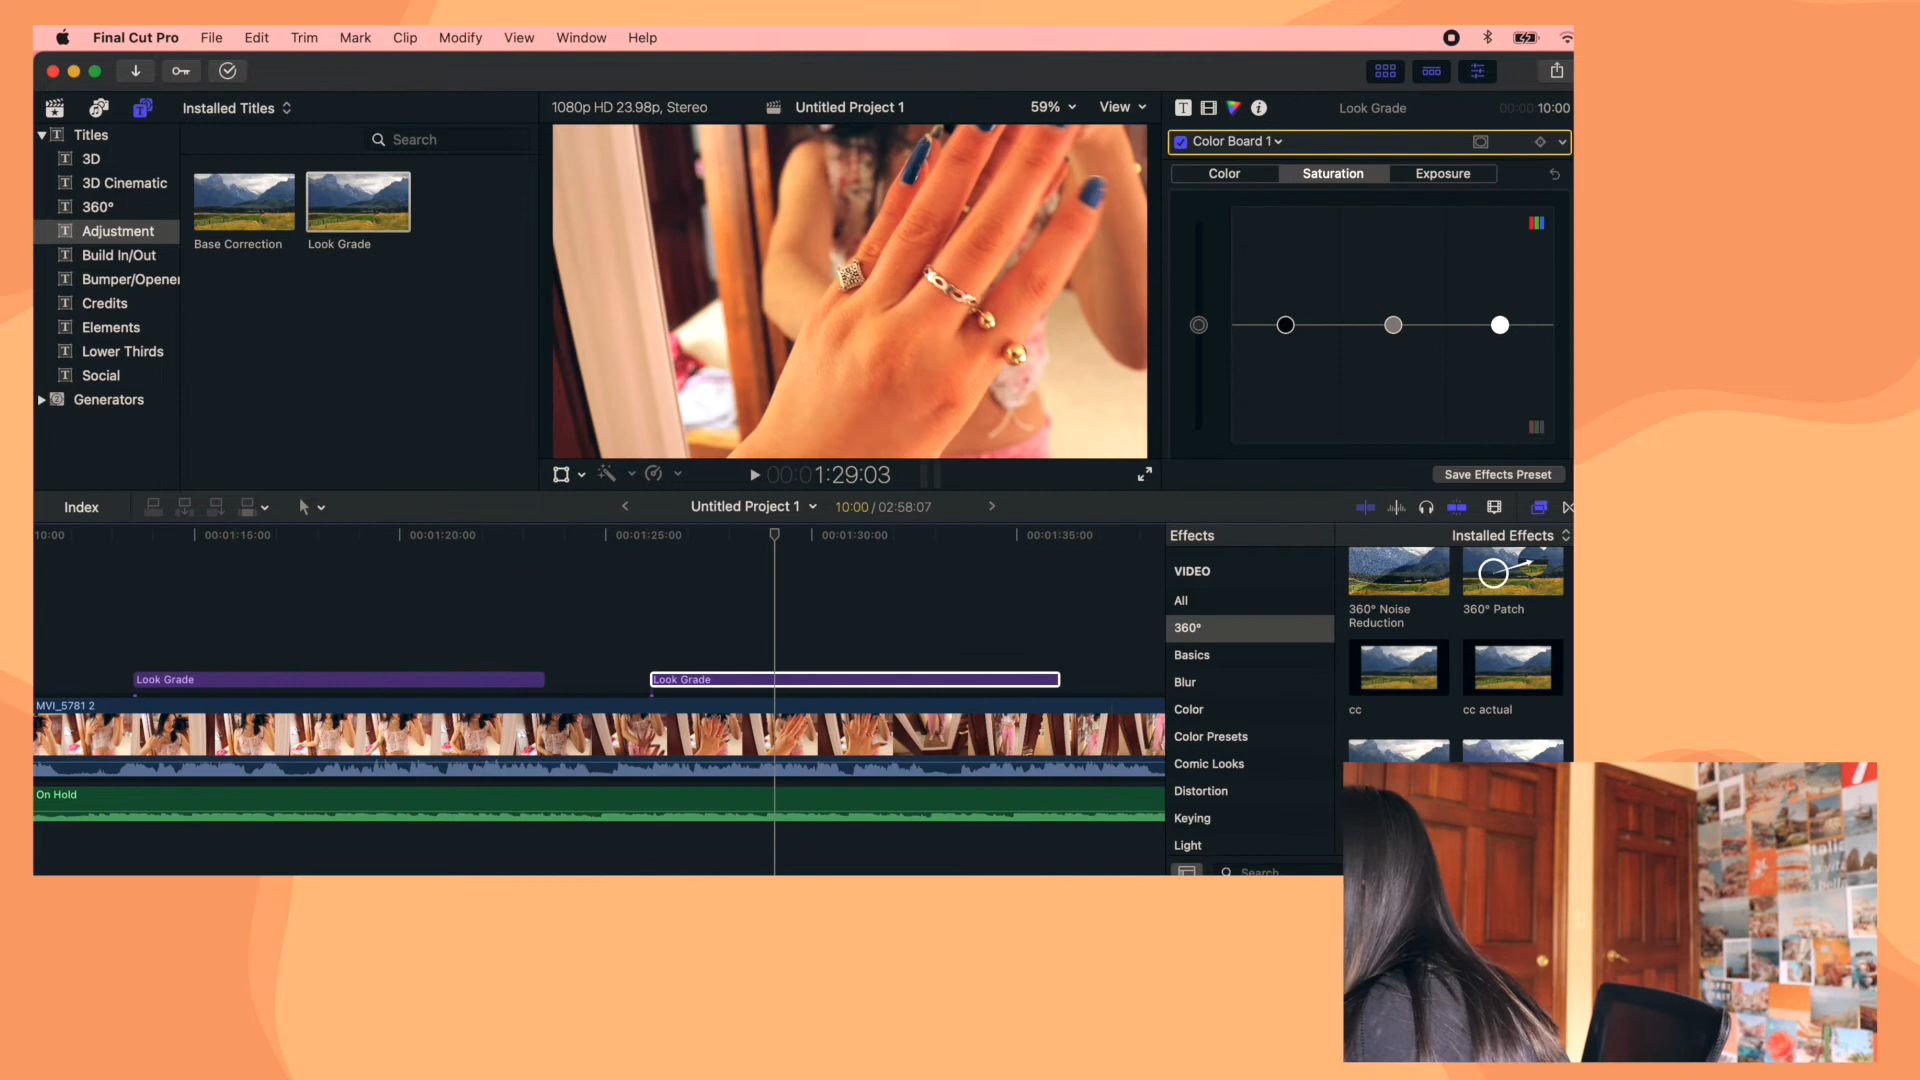 Final Cut Pro File Edit Trim Mark Clip Modify View Window Help
Installed Titles
1080p HD 23.98p, Stereo
Untitled Project 1
59%
View
Look Grade
00:00:10:00
Titles
Search
Color Board 1
3D
3D Cinematic
360°
Adjustment
Build In/Out
Bumper/Opener
Credits
Elements
Lower Thirds
Social
Generators
Base Correction
Look Grade
Color Saturation Exposure
00:01:29:03
Save Effects Preset
Index
Untitled Project 1
10:00 / 02:58:07
10:00
00:01:15:00
00:01:20:00
00:01:25:00
00:01:30:00
00:01:35:00
Look Grade
Look Grade
MVI_5781 2
On Hold
Effects
Installed Effects
VIDEO
All
360°
Basics
Blur
Color
Color Presets
Comic Looks
Distortion
Keying
Light
360° Noise
Reduction
360° Patch
cc
cc actual
Search